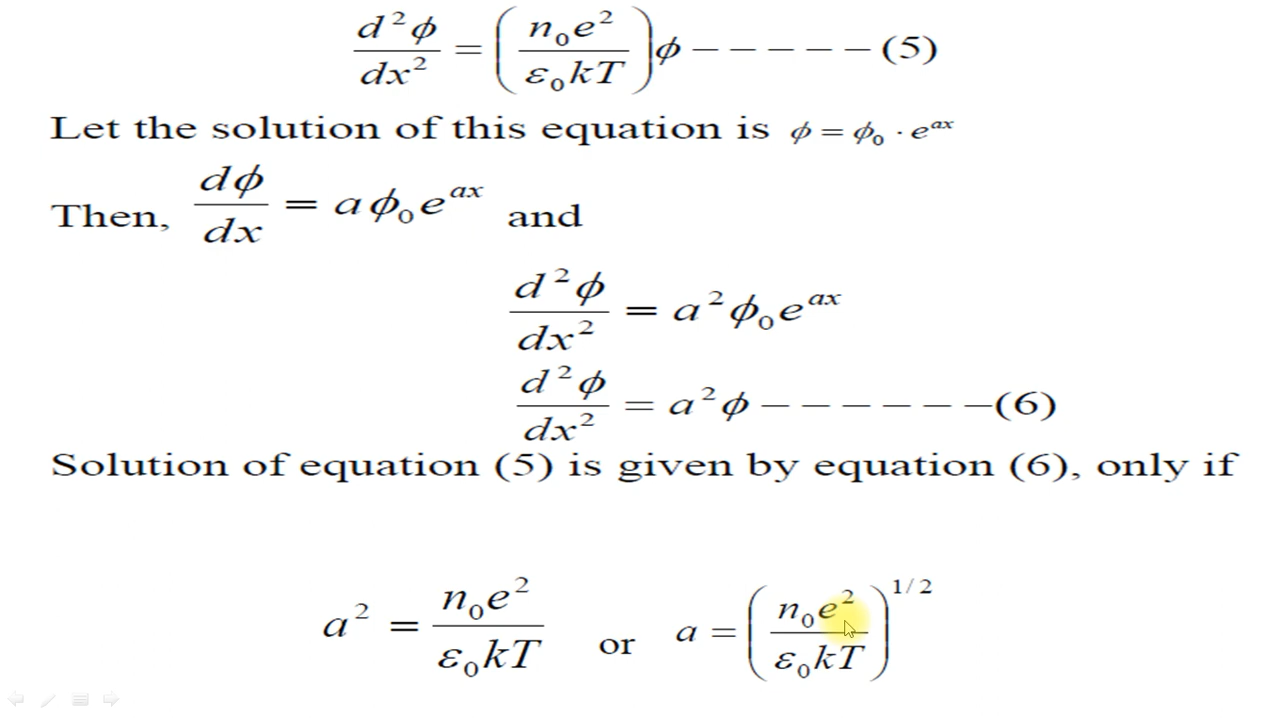 d²φ/dx² = (n₀e²/ε₀kT)φ − − − − − (5)
Let the solution of this equation is φ = φ₀ · e^{ax}
Then, dφ/dx = aφ₀e^{ax} and
d²φ/dx² = a²φ₀e^{ax}
d²φ/dx² = a²φ − − − − − −(6)
Solution of equation (5) is given by equation (6), only if
a² = n₀e²/ε₀kT or a = (n₀e²/ε₀kT)^{1/2}